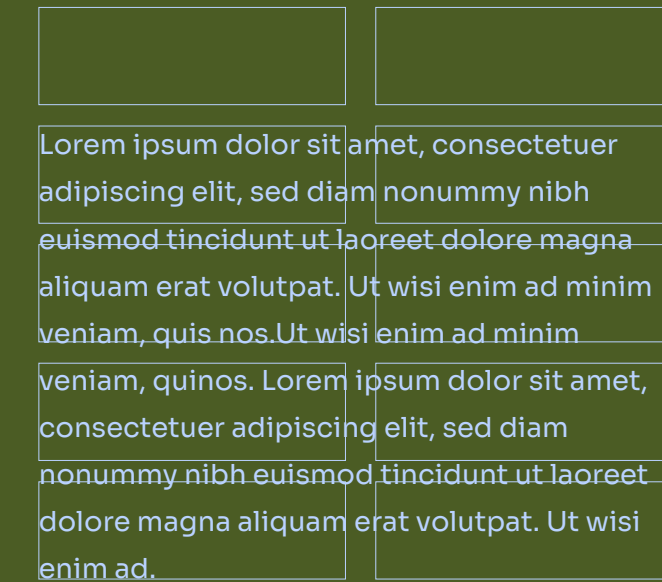 Lorem ipsum dolor sit amet, consectetuer
adipiscing elit, sed diam nonummy nibh
euismod tincidunt ut laoreet dolore magna
aliquam erat volutpat. Ut wisi enim ad minim
veniam, quis nos.Ut wisi enim ad minim
veniam, quinos. Lorem ipsum dolor sit amet,
consectetuer adipiscing elit, sed diam
nonummy nibh euismod tincidunt ut laoreet
dolore magna aliquam erat volutpat. Ut wisi
enim ad.